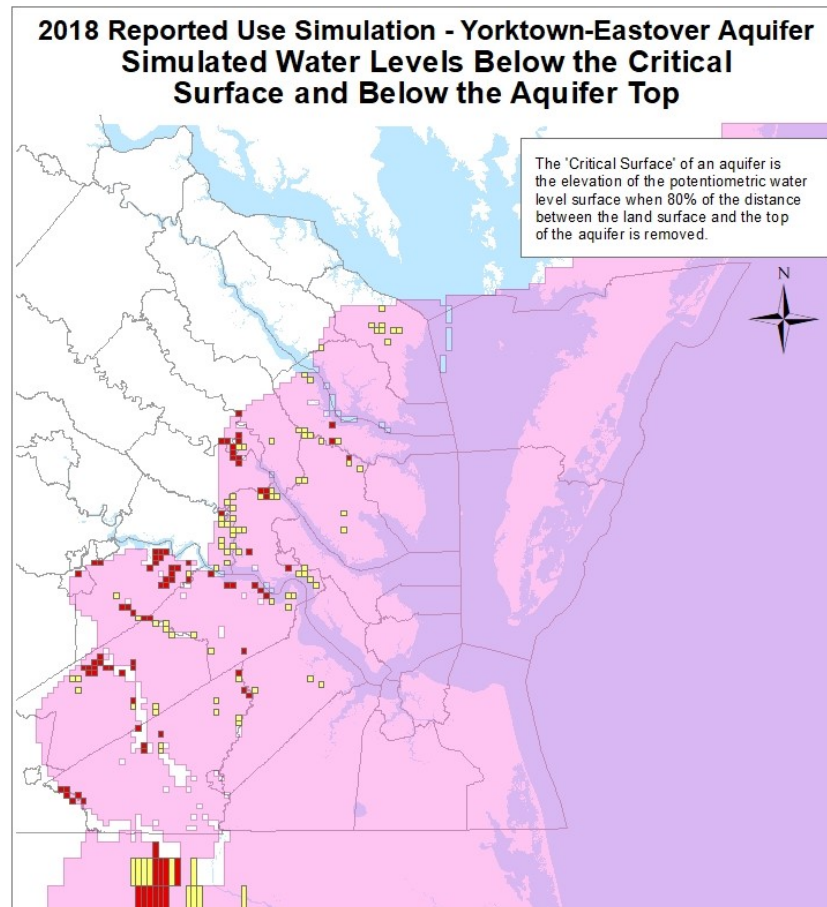 2018 Reported Use Simulation - Yorktown-Eastover Aquifer
Simulated Water Levels Below the Critical
Surface and Below the Aquifer Top
The 'Critical Surface' of an aquifer is
the elevation of the potentiometric water
level surface when 80% of the distance
between the land surface and the top
of the aquifer is removed.
N